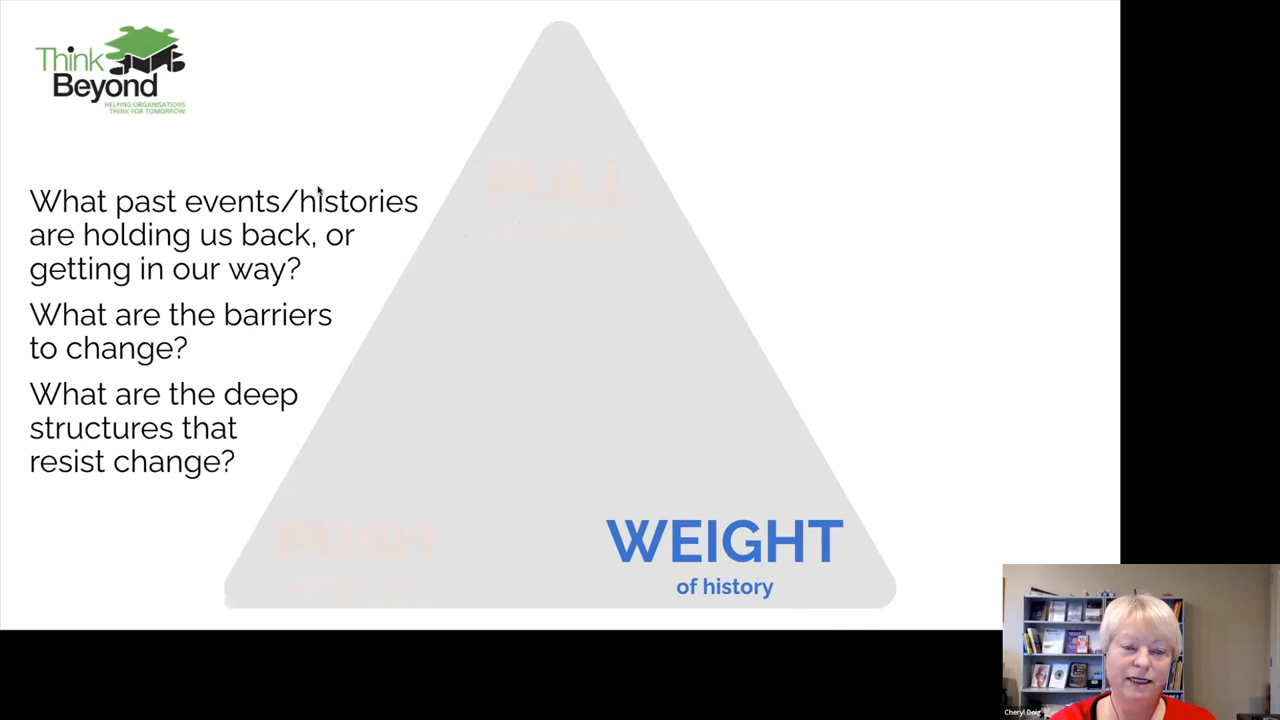 Think
Beyond
HELPING ORGANISATIONS
THINK FOR TOMORROW
PULL
What past events/histories
are holding us back, or
getting in our way?
What are the barriers
to change?
What are the deep
structures that
resist change?
PUSH
WEIGHT
of history
Cheryl Doig